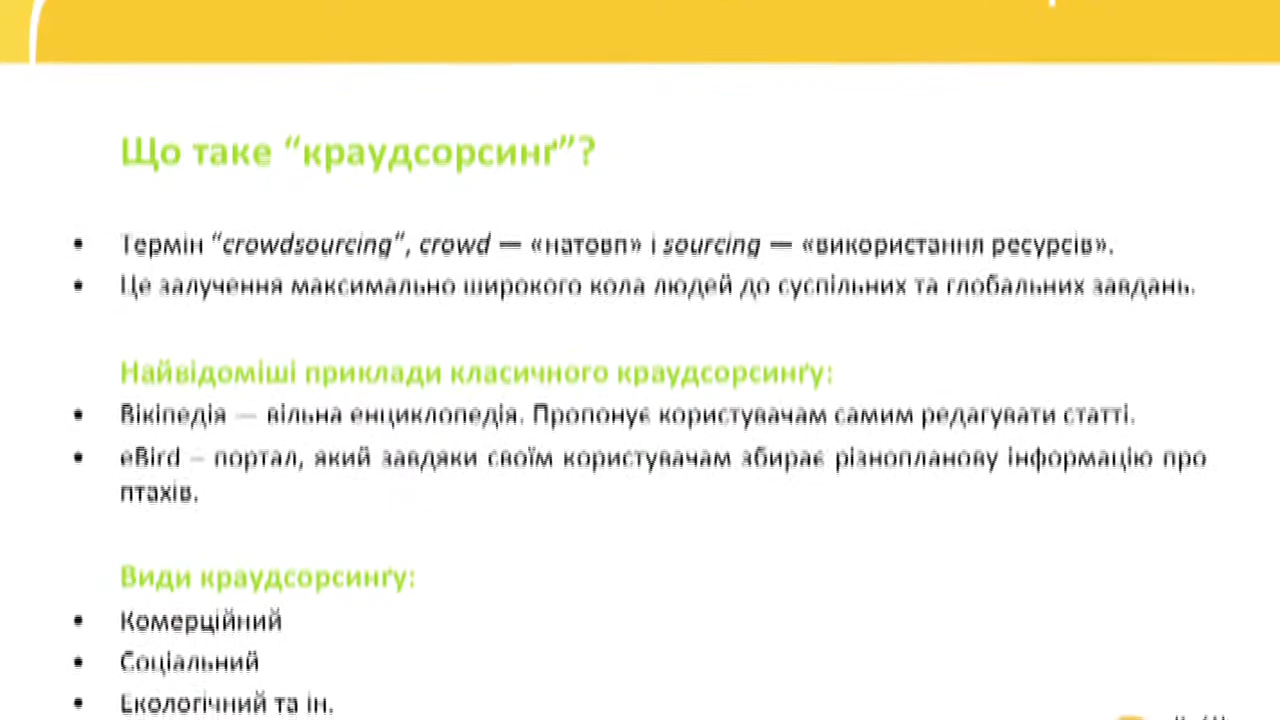 Що таке “краудсорсинґ”?
Термін “crowdsourcing”, crowd — «натовп» і sourcing — «використання ресурсів».
Це залучення максимально широкого кола людей до суспільних та глобальних завдань.
Найвідоміші приклади класичного краудсорсинґу:
Вікіпедія — вільна енциклопедія. Пропонує користувачам самим редагувати статті.
eBird – портал, який завдяки своїм користувачам збирає різнопланову інформацію про
птахів.
Види краудсорсинґу:
Комерційний
Соціальний
Екологічний та ін.